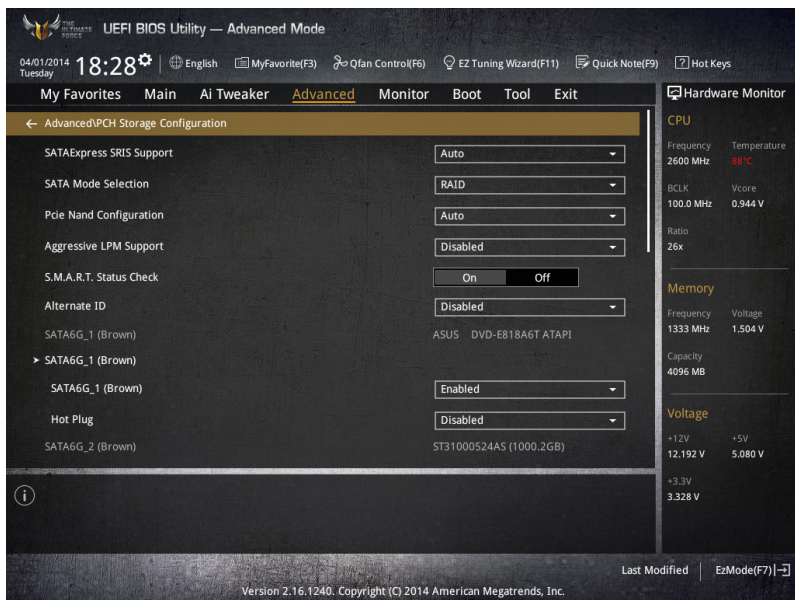 THE ULTIMATE FORCE
UEFI BIOS Utility — Advanced Mode
04/01/2014 Tuesday 18:28 English MyFavorite(F3) Qfan Control(F6) EZ Tuning Wizard(F11) Quick Note(F9) ? Hot Keys
My Favorites Main Ai Tweaker Advanced Monitor Boot Tool Exit
← Advanced\PCH Storage Configuration
SATAExpress SRIS Support Auto
SATA Mode Selection RAID
Pcie Nand Configuration Auto
Aggressive LPM Support Disabled
S.M.A.R.T. Status Check On Off
Alternate ID Disabled
SATA6G_1 (Brown) ASUS DVD-E818A6T ATAPI
> SATA6G_1 (Brown)
SATA6G_1 (Brown) Enabled
Hot Plug Disabled
SATA6G_2 (Brown) ST31000524AS (1000.2GB)
Hardware Monitor
CPU
Frequency Temperature
2600 MHz 88°C
BCLK Vcore
100.0 MHz 0.944 V
Ratio
26x
Memory
Frequency Voltage
1333 MHz 1.504 V
Capacity
4096 MB
Voltage
+12V +5V
12.192 V 5.080 V
+3.3V
3.328 V
i
Last Modified EzMode(F7)
Version 2.16.1240. Copyright (C) 2014 American Megatrends, Inc.